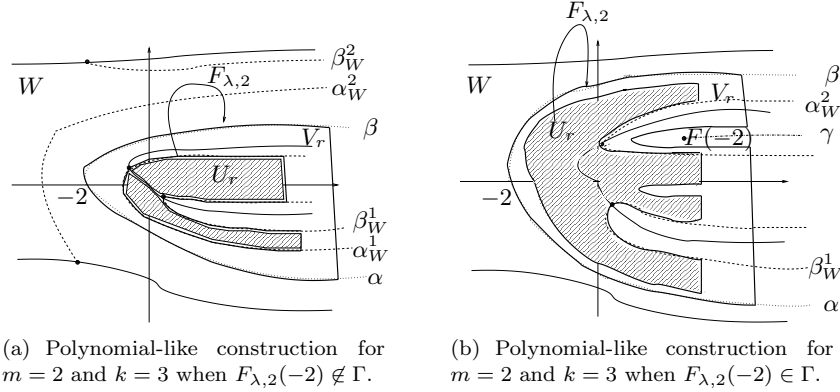 W
F_{λ,2}
β_W^2
α_W^2
β
V_r
U_r
−2
β_W^1
α_W^1
α
(a) Polynomial-like construction for
m = 2 and k = 3 when F_{λ,2}(−2) ∉ Γ.
F_{λ,2}
W
β
V_r
α_W^2
U_r
F(−2)
γ
−2
β_W^1
α
(b) Polynomial-like construction for
m = 2 and k = 3 when F_{λ,2}(−2) ∈ Γ.